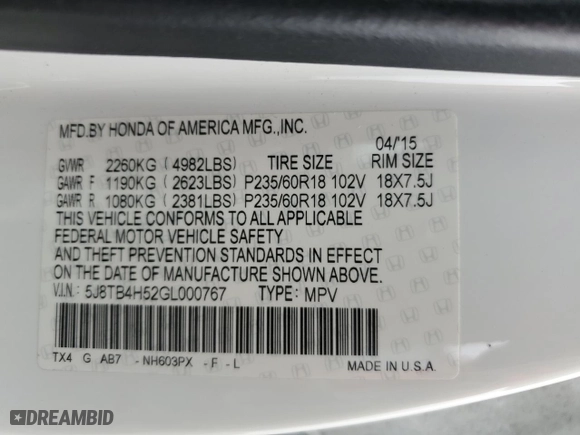 MFD.BY HONDA OF AMERICA MFG.,INC.
04/'15
GVWR 2260KG (4982LBS) TIRE SIZE RIM SIZE
GAWR F 1190KG (2623LBS) P235/60R18 102V 18X7.5J
GAWR R 1080KG (2381LBS) P235/60R18 102V 18X7.5J
THIS VEHICLE CONFORMS TO ALL APPLICABLE
FEDERAL MOTOR VEHICLE SAFETY
AND THEFT PREVENTION STANDARDS IN EFFECT
ON THE DATE OF MANUFACTURE SHOWN ABOVE.
V.I.N.: 5J8TB4H52GL000767 TYPE: MPV
TX4 G AB7 -NH603PX -F -L MADE IN U.S.A.
DREAMBID